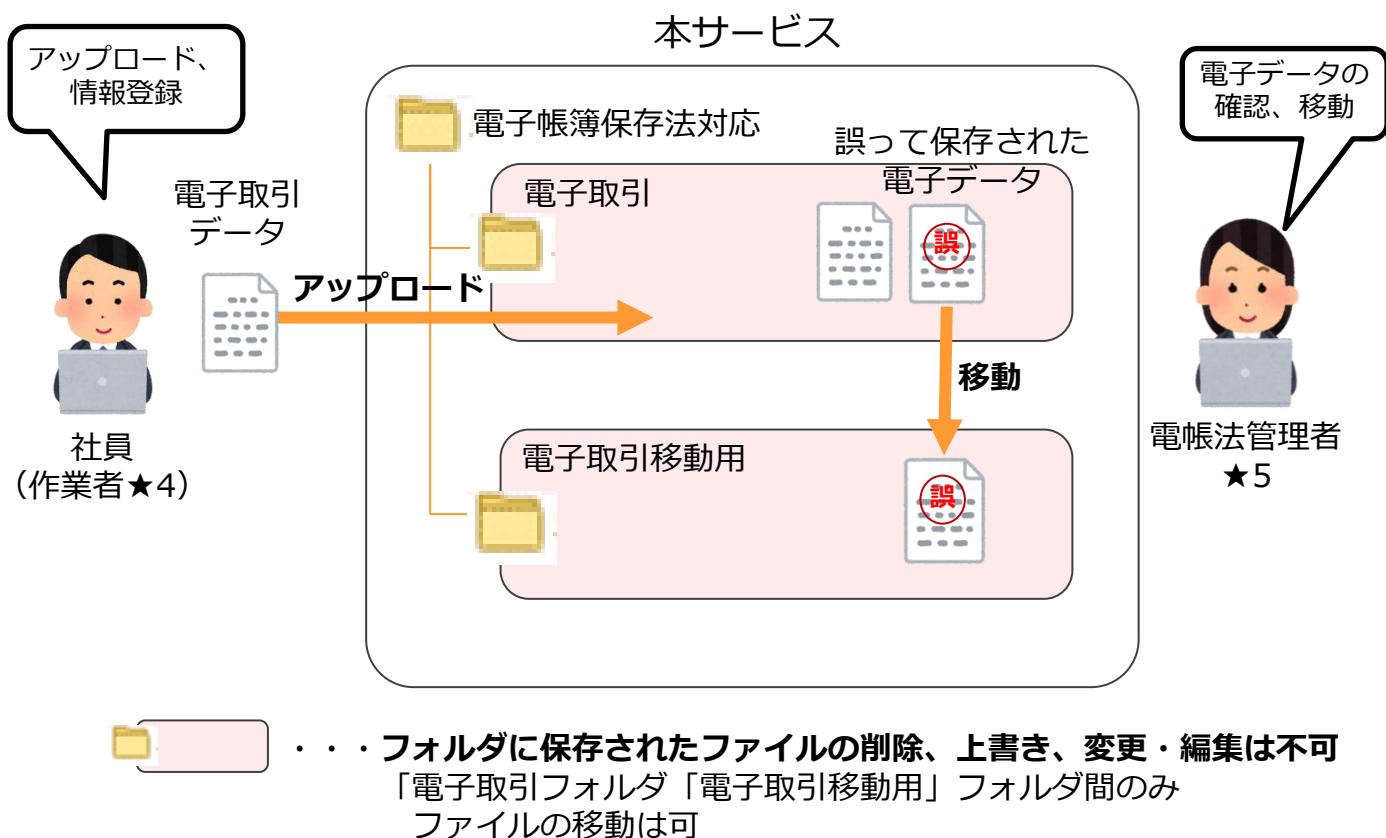 本サービス
アップロード、
情報登録
電子データの
確認、移動
電子帳簿保存法対応
誤って保存された
電子データ
電子取引
電子取引
データ
誤
アップロード
移動
社員
（作業者★4）
電帳法管理者
★5
電子取引移動用
誤
・・・フォルダに保存されたファイルの削除、上書き、変更・編集は不可
「電子取引フォルダ「電子取引移動用」フォルダ間のみ
ファイルの移動は可